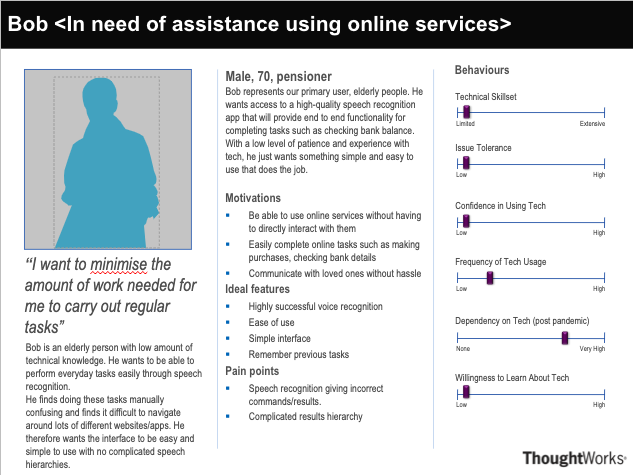 Bob <In need of assistance using online services>
“I want to minimise the
amount of work needed for
me to carry out regular
tasks”
Bob is an elderly person with low amount of
technical knowledge. He wants to be able to
perform everyday tasks easily through speech
recognition.
He finds doing these tasks manually
confusing and finds it difficult to navigate
around lots of different websites/apps. He
therefore wants the interface to be easy and
simple to use with no complicated speech
hierarchies.
Male, 70, pensioner
Bob represents our primary user, elderly people. He
wants access to a high-quality speech recognition
app that will provide end to end functionality for
completing tasks such as checking bank balance.
With a low level of patience and experience with
tech, he just wants something simple and easy to
use that does the job.
Motivations
Be able to use online services without having
to directly interact with them
Easily complete online tasks such as making
purchases, checking bank details
Communicate with loved ones without hassle
Ideal features
Highly successful voice recognition
Ease of use
Simple interface
Remember previous tasks
Pain points
Speech recognition giving incorrect
commands/results.
Complicated results hierarchy
Behaviours
Technical Skillset
Limited Extensive
Issue Tolerance
Low High
Confidence in Using Tech
Low High
Frequency of Tech Usage
Low High
Dependency on Tech (post pandemic)
None Very High
Willingness to Learn About Tech
Low High
ThoughtWorks®